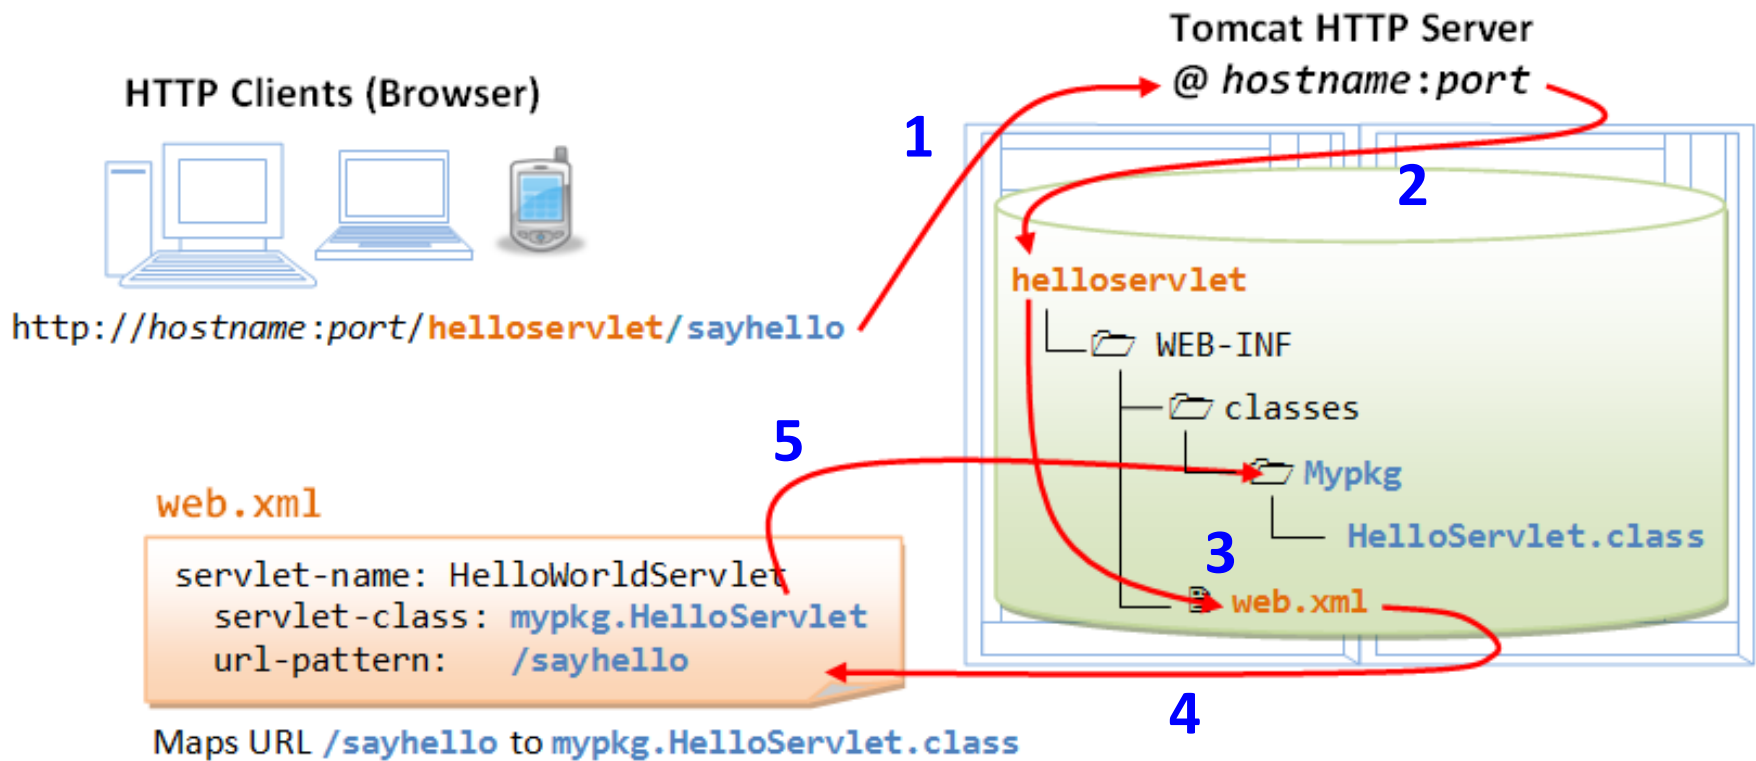 Tomcat HTTP Server
@ hostname:port
HTTP Clients (Browser)
1
2
http://hostname:port/helloservlet/sayhello
helloservlet
WEB-INF
classes
Mypkg
HelloServlet.class
3
web.xml
5
web.xml
servlet-name: HelloWorldServlet
servlet-class: mypkg.HelloServlet
url-pattern: /sayhello
4
Maps URL /sayhello to mypkg.HelloServlet.class